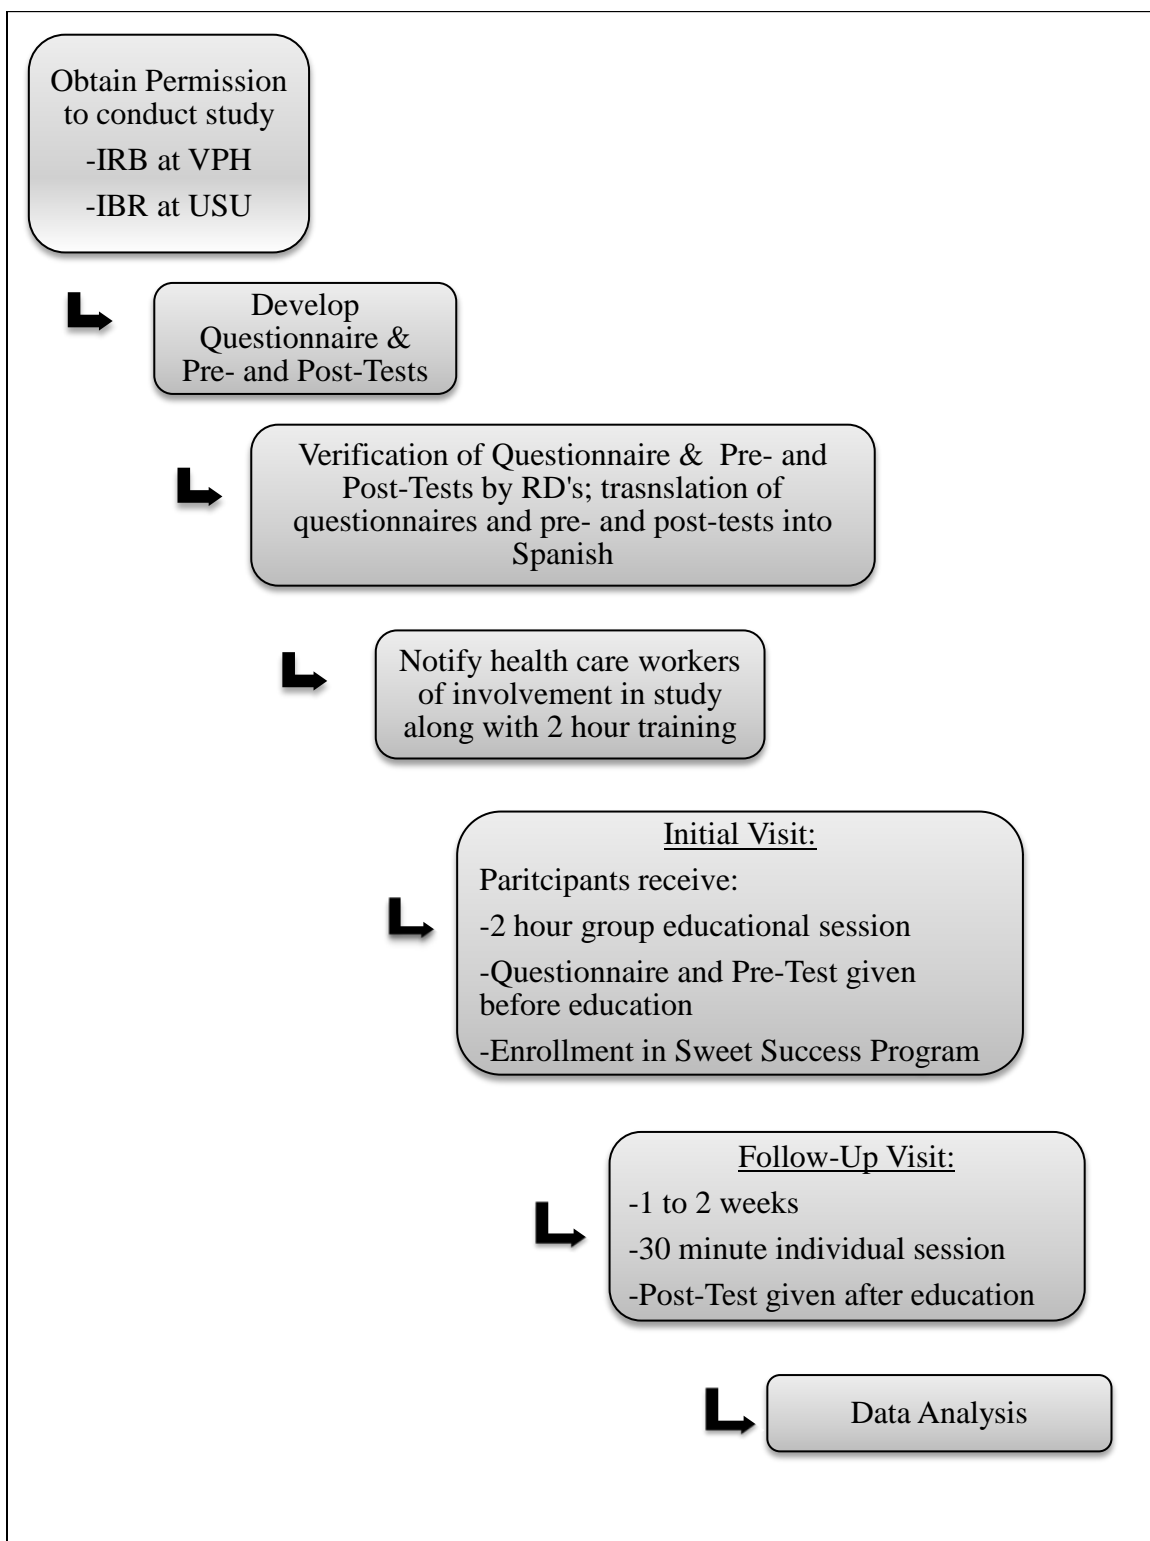 Obtain Permission
to conduct study
-IRB at VPH
-IBR at USU
Develop
Questionnaire &
Pre- and Post-Tests
Verification of Questionnaire &  Pre- and
Post-Tests by RD's; trasnslation of
questionnaires and pre- and post-tests into
Spanish
Notify health care workers
of involvement in study
along with 2 hour training
Initial Visit:
Paritcipants receive:
-2 hour group educational session
-Questionnaire and Pre-Test given
before education
-Enrollment in Sweet Success Program
Follow-Up Visit:
-1 to 2 weeks
-30 minute individual session
-Post-Test given after education
Data Analysis